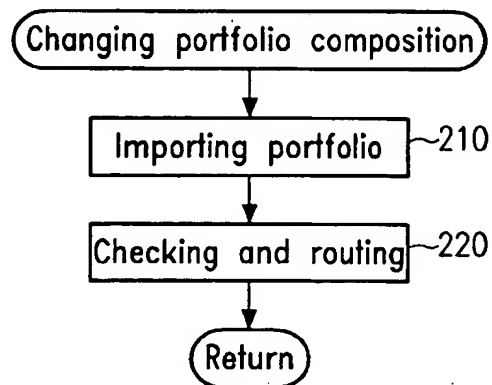 Changing portfolio composition
Importing portfolio
210
Checking and routing
220
Return